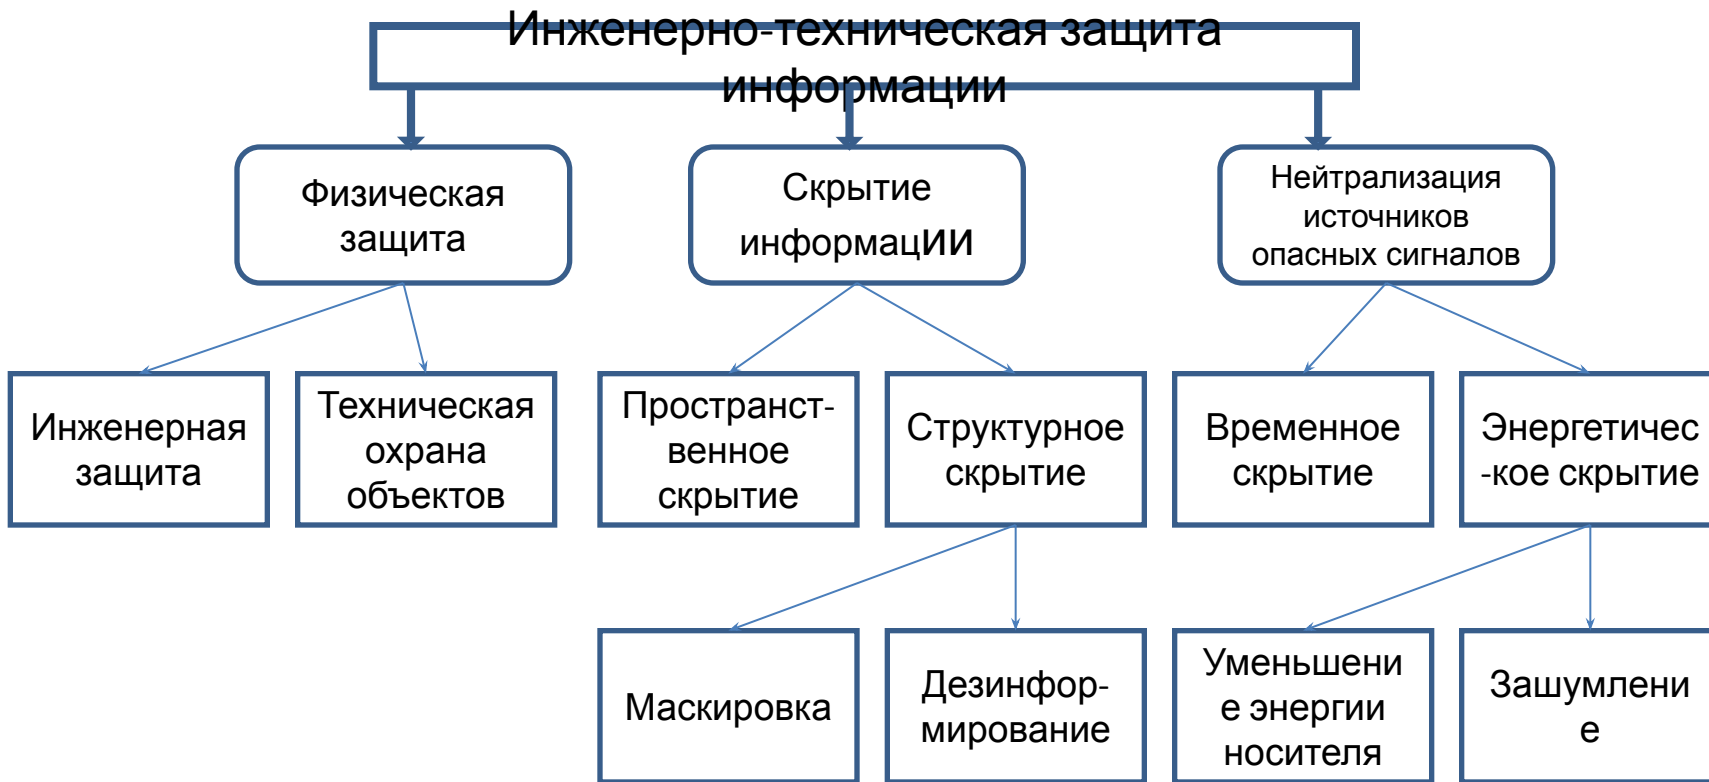 Инженерно-техническая защита
информации
Физическая
защита
Скрытие
информации
Нейтрализация
источников
опасных сигналов
Инженерная
защита
Техническая
охрана
объектов
Пространст-
венное
скрытие
Структурное
скрытие
Временное
скрытие
Энергетичес
-кое скрытие
Маскировка
Дезинфор-
мирование
Уменьшени
е энергии
носителя
Зашумлени
е